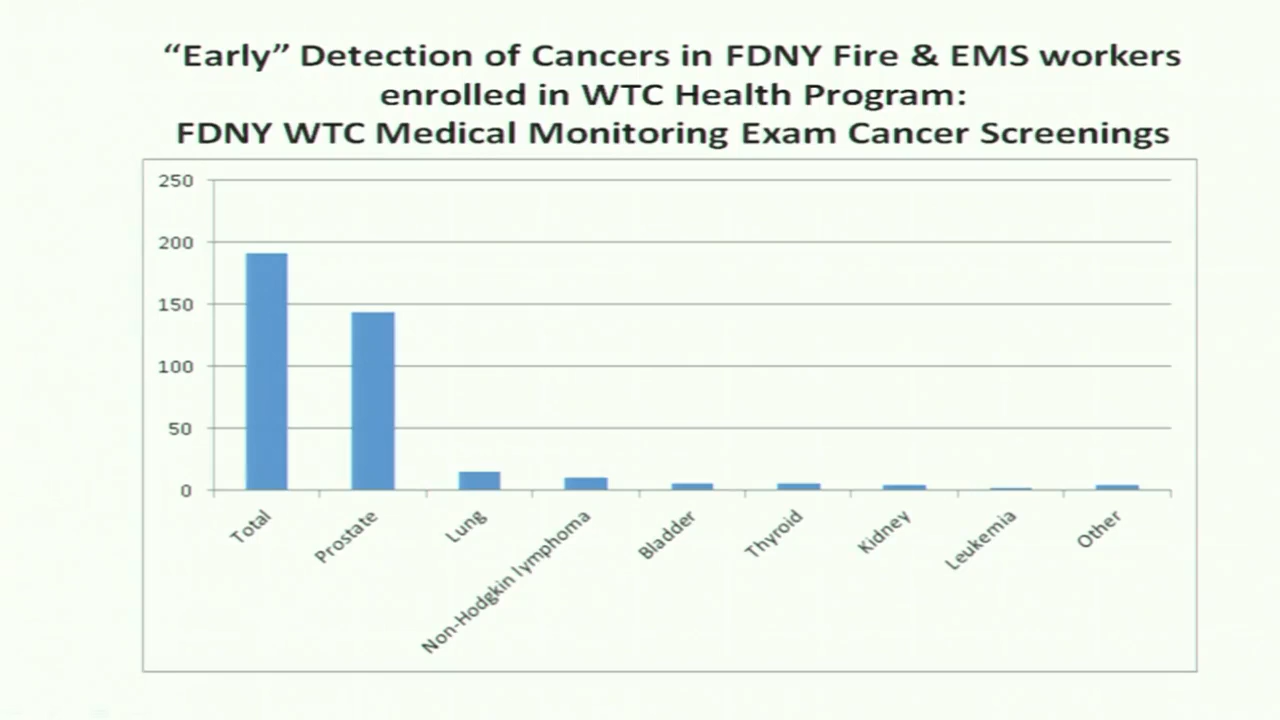 “Early” Detection of Cancers in FDNY Fire & EMS workers
enrolled in WTC Health Program:
FDNY WTC Medical Monitoring Exam Cancer Screenings
250
200
150
100
50
0
Total
Prostate
Lung
Non-Hodgkin lymphoma
Bladder
Thyroid
Kidney
Leukemia
Other